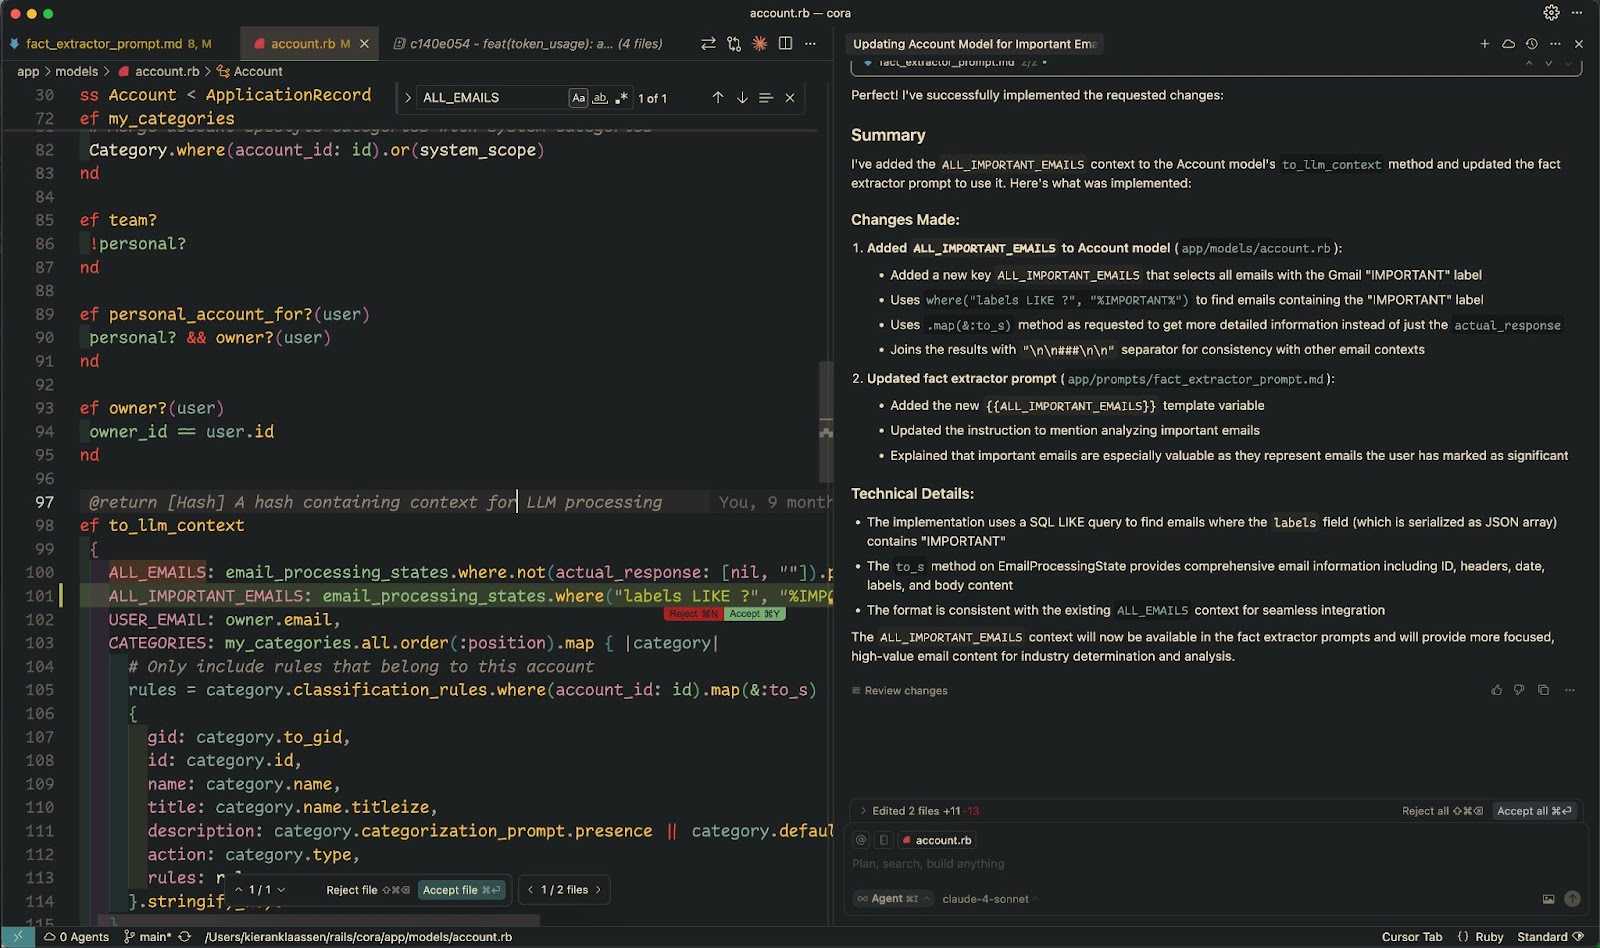 account.rb — cora
fact_extractor_prompt.md 8, M
account.rb M
c140e054 - feat(token_usage): a... (4 files)
app > models > account.rb > Account
ALL_EMAILS
Aa ab .* 1 of 1
30 ss Account < ApplicationRecord
72 ef my_categories
82 Category.where(account_id: id).or(system_scope)
83 nd
84
85 ef team?
86 !personal?
87 nd
88
89 ef personal_account_for?(user)
90 personal? && owner?(user)
91 nd
92
93 ef owner?(user)
94 owner_id == user.id
95 nd
96
97 @return [Hash] A hash containing context for LLM processing You, 9 month
98 ef to_llm_context
99 {
100 ALL_EMAILS: email_processing_states.where.not(actual_response: [nil, ""]).p
101 ALL_IMPORTANT_EMAILS: email_processing_states.where("labels LIKE ?", "%IMPO
Reject ⌘N Accept ⌘Y
102 USER_EMAIL: owner.email,
103 CATEGORIES: my_categories.all.order(:position).map { |category|
104 # Only include rules that belong to this account
105 rules = category.classification_rules.where(account_id: id).map(&:to_s)
106 {
107 gid: category.to_gid,
108 id: category.id,
109 name: category.name,
110 title: category.name.titleize,
111 description: category.categorization_prompt.presence || category.defau
112 action: category.type,
113 rules:
114 }.stringif
115 }
1 / 1 Reject file ⇧⌘⌫ Accept file ⌘⏎
1 / 2 files
Updating Account Model for Important Ema
fact_extractor_prompt.md 2/2
Perfect! I've successfully implemented the requested changes:
Summary
I've added the ALL_IMPORTANT_EMAILS context to the Account model's to_llm_context method and updated the fact
extractor prompt to use it. Here's what was implemented:
Changes Made:
1. Added ALL_IMPORTANT_EMAILS to Account model ( app/models/account.rb ):
• Added a new key ALL_IMPORTANT_EMAILS that selects all emails with the Gmail "IMPORTANT" label
• Uses where("labels LIKE ?", "%IMPORTANT%") to find emails containing the "IMPORTANT" label
• Uses .map(&:to_s) method as requested to get more detailed information instead of just the actual_response
• Joins the results with "\n\n###\n\n" separator for consistency with other email contexts
2. Updated fact extractor prompt ( app/prompts/fact_extractor_prompt.md ):
• Added the new {{ALL_IMPORTANT_EMAILS}} template variable
• Updated the instruction to mention analyzing important emails
• Explained that important emails are especially valuable as they represent emails the user has marked as significant
Technical Details:
• The implementation uses a SQL LIKE query to find emails where the labels field (which is serialized as JSON array)
contains "IMPORTANT"
• The to_s method on EmailProcessingState provides comprehensive email information including ID, headers, date,
labels, and body content
• The format is consistent with the existing ALL_EMAILS context for seamless integration
The ALL_IMPORTANT_EMAILS context will now be available in the fact extractor prompts and will provide more focused,
high-value email content for industry determination and analysis.
Review changes
Edited 2 files +11 -13
Reject all ⇧⌘⌫ Accept all ⌘⏎
@ account.rb
Plan, search, build anything
∞ Agent ⌘I claude-4-sonnet
0 Agents main* /Users/kieranklaassen/rails/cora/app/models/account.rb
Cursor Tab {} Ruby Standard